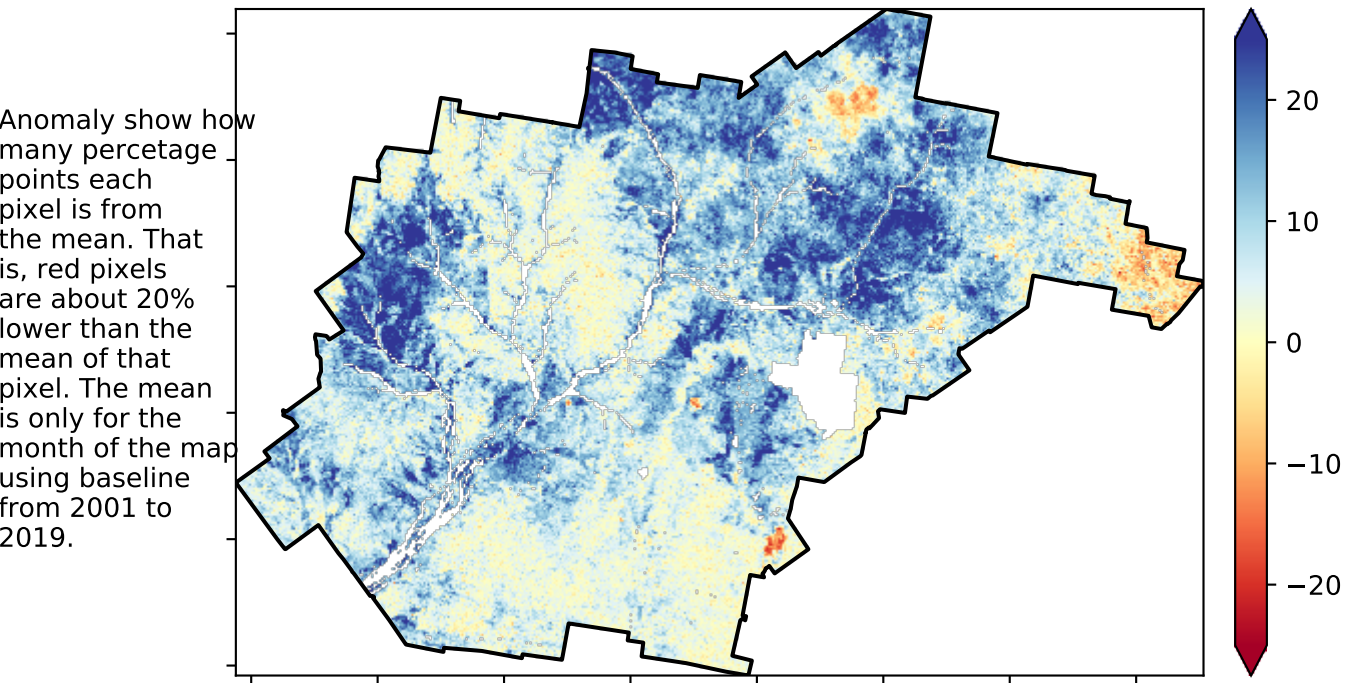 Anomaly show how
many percetage
points each
pixel is from
the mean. That
is, red pixels
are about 20%
lower than the
mean of that
pixel. The mean
is only for the
month of the map
using baseline
from 2001 to
2019.
20
10
0
−10
−20